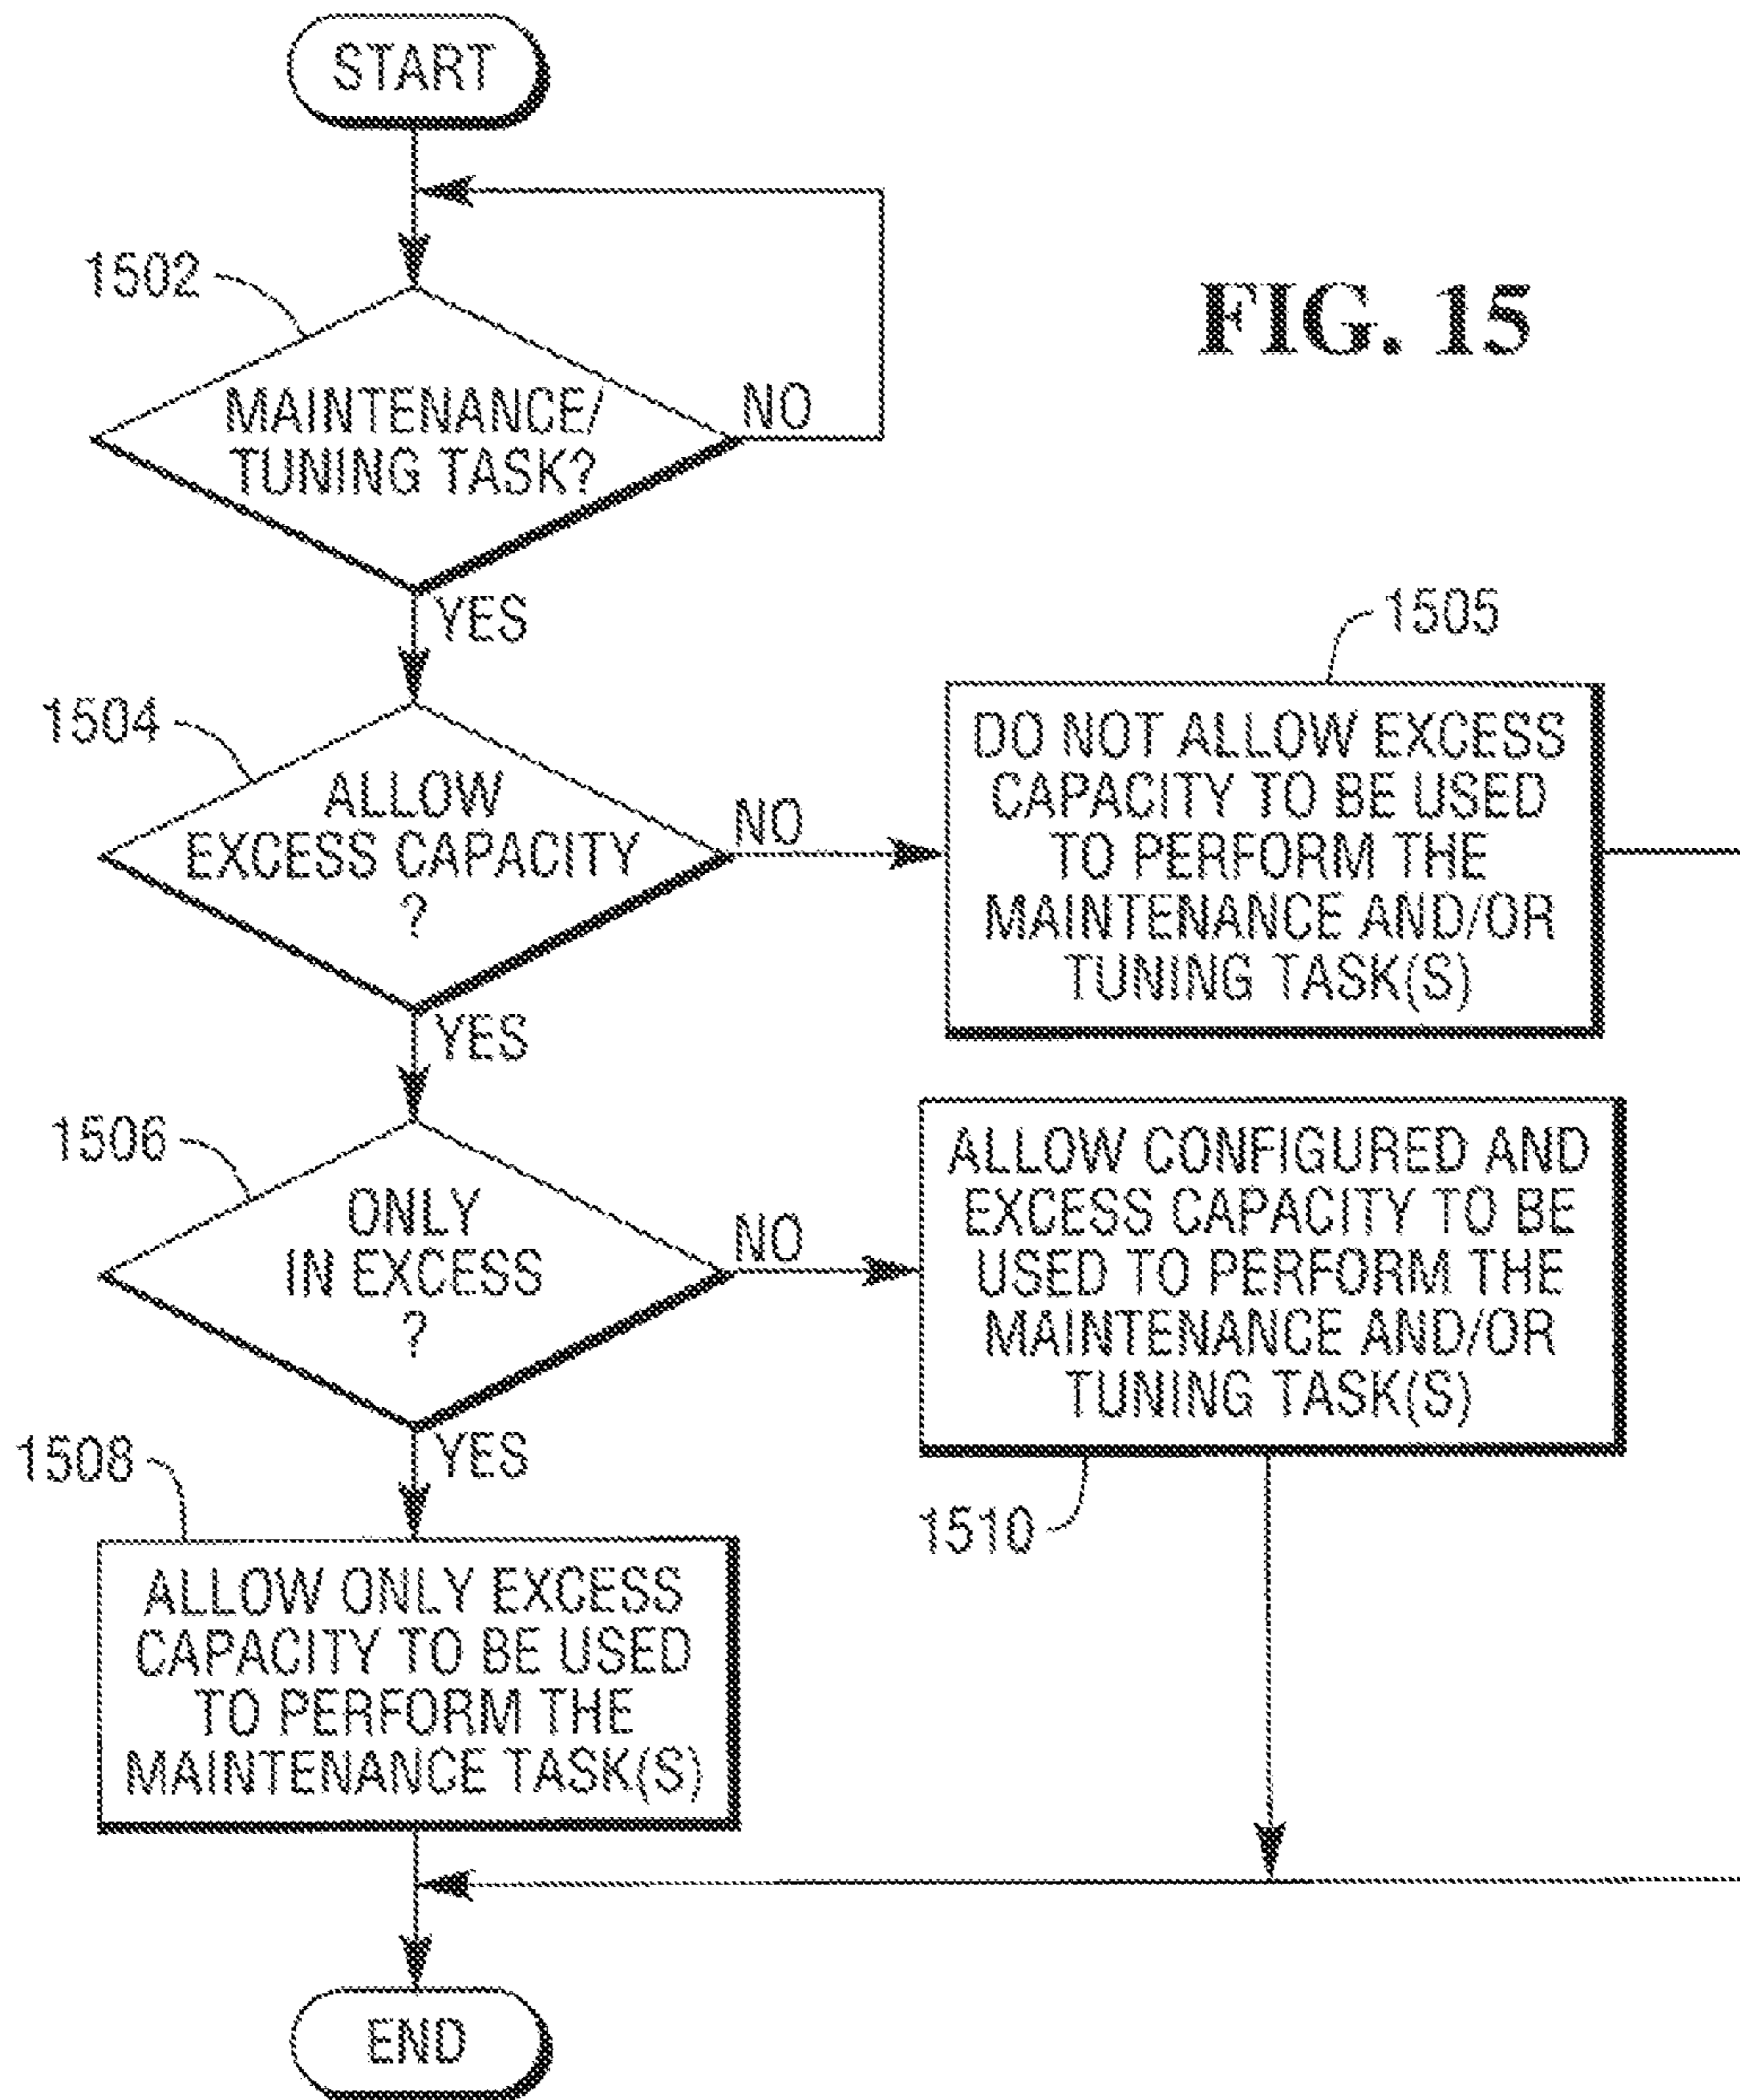 START
FIG. 15
1502
MAINTENANCE/
TUNING TASK?
NO
YES
1504
ALLOW
EXCESS CAPACITY
?
NO
YES
1505
DO NOT ALLOW EXCESS
CAPACITY TO BE USED
TO PERFORM THE
MAINTENANCE AND/OR
TUNING TASK(S)
1506
ONLY
IN EXCESS
?
NO
YES
ALLOW CONFIGURED AND
EXCESS CAPACITY TO BE
USED TO PERFORM THE
MAINTENANCE AND/OR
TUNING TASK(S)
1510
1508
ALLOW ONLY EXCESS
CAPACITY TO BE USED
TO PERFORM THE
MAINTENANCE TASK(S)
END